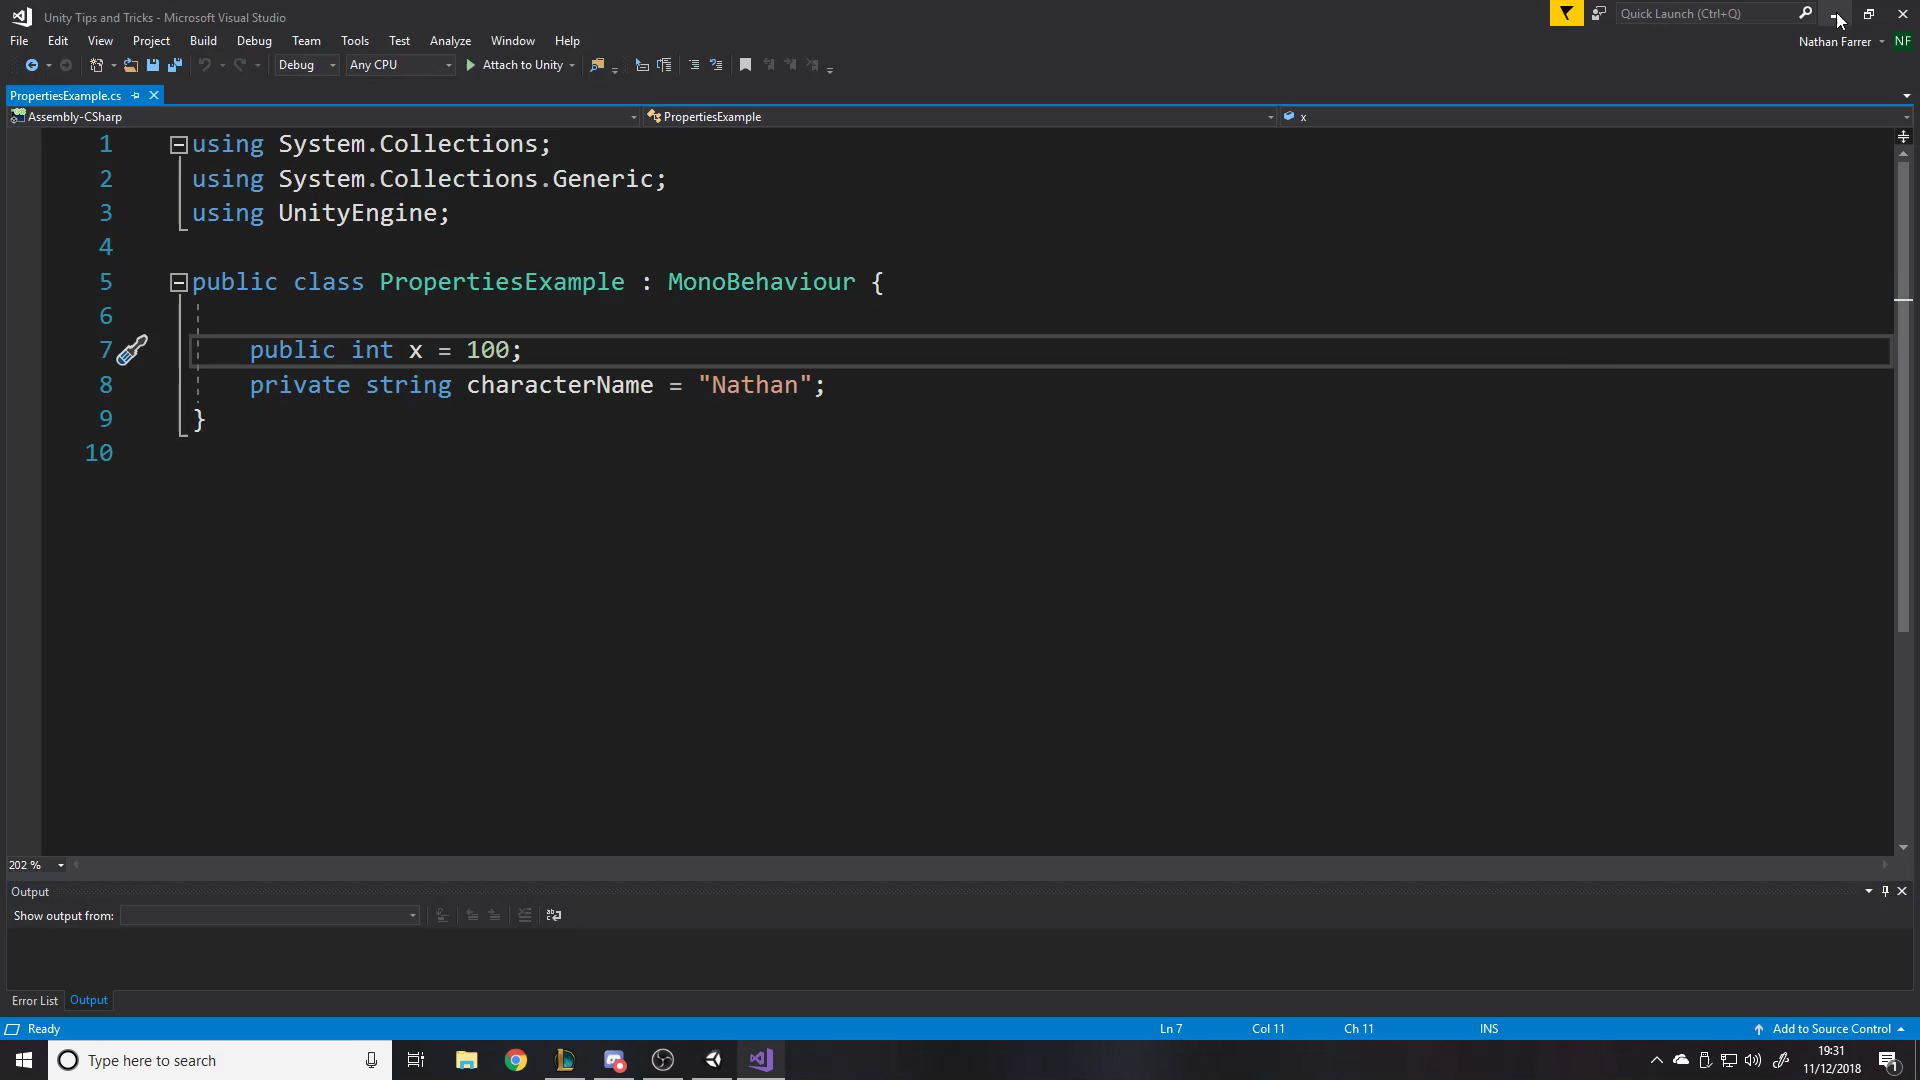 Unity Tips and Tricks - Microsoft Visual Studio
Quick Launch (Ctrl+Q)
File Edit View Project Build Debug Team Tools Test Analyze Window Help
Nathan Farrer NF
Debug Any CPU Attach to Unity
PropertiesExample.cs
Assembly-CSharp PropertiesExample x
1 using System.Collections;
2 using System.Collections.Generic;
3 using UnityEngine;
4
5 public class PropertiesExample : MonoBehaviour {
6
7 public int x = 100;
8 private string characterName = "Nathan";
9 }
10
202 %
Output
Show output from:
Error List Output
Ready Ln 7 Col 11 Ch 11 INS Add to Source Control
Type here to search
19:31
11/12/2018
1